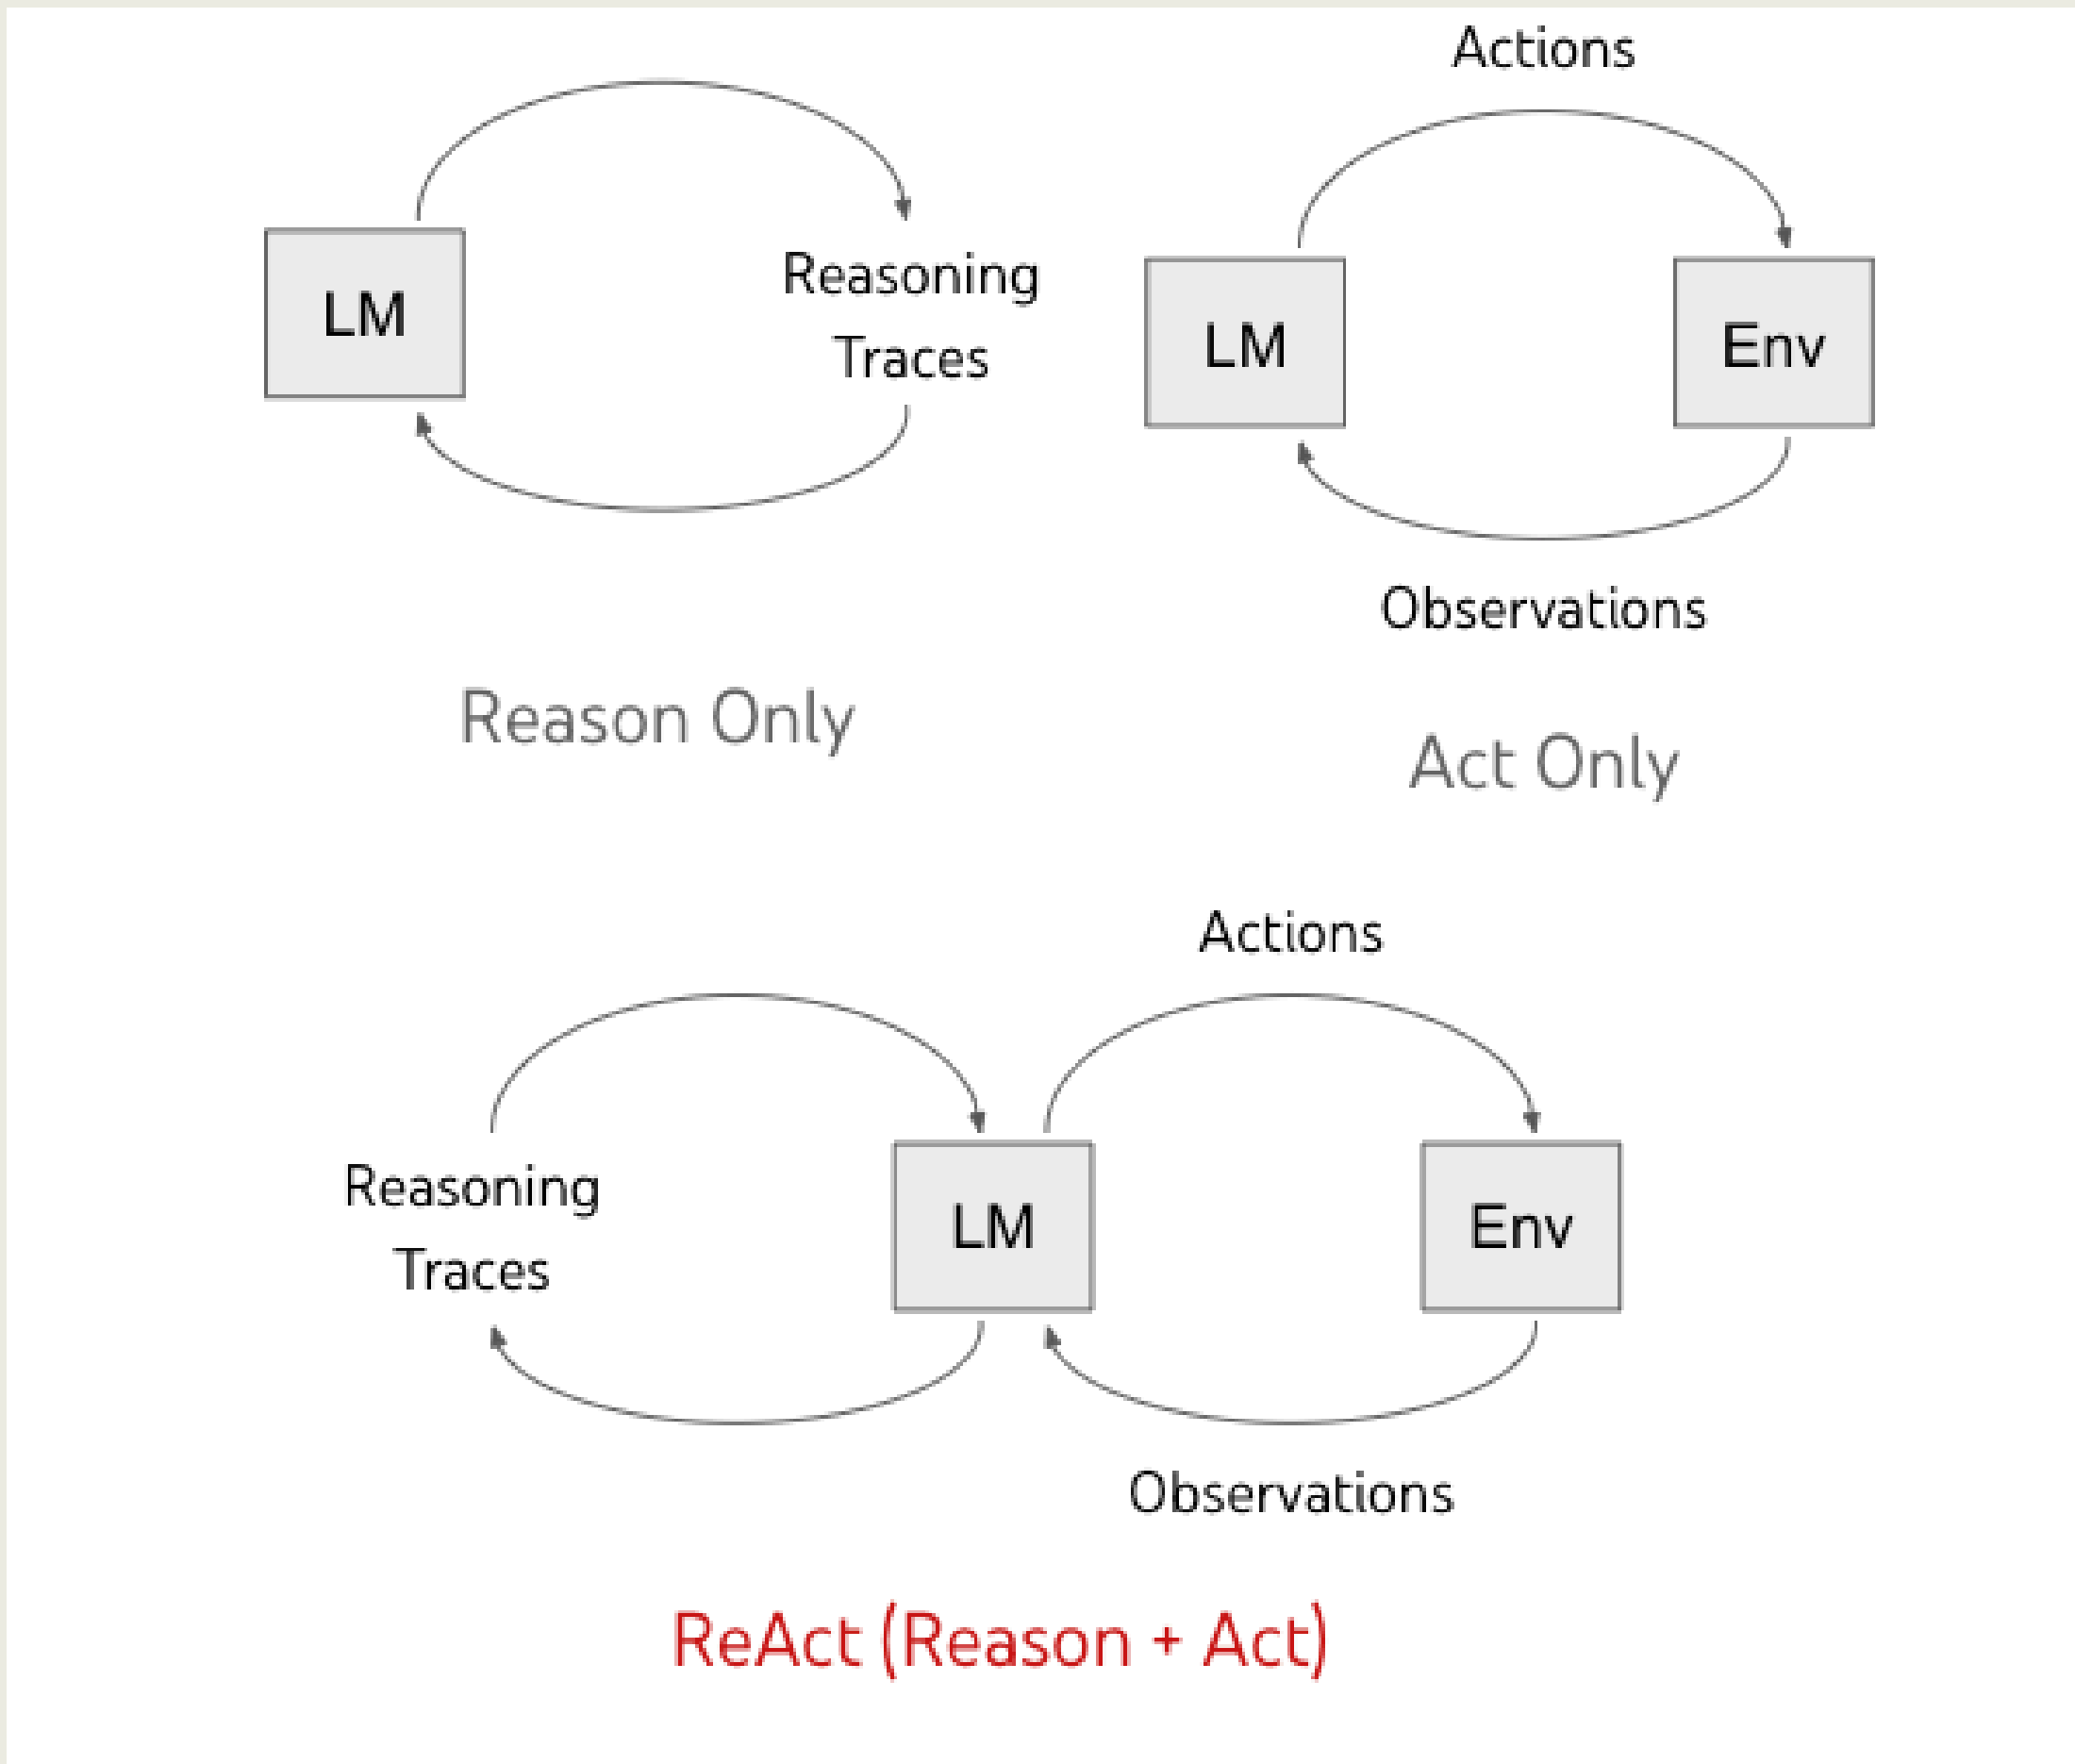 LM
Reasoning
Traces
Reason Only
Actions
LM
Env
Observations
Act Only
Actions
Reasoning
Traces
LM
Env
Observations
ReAct (Reason + Act)